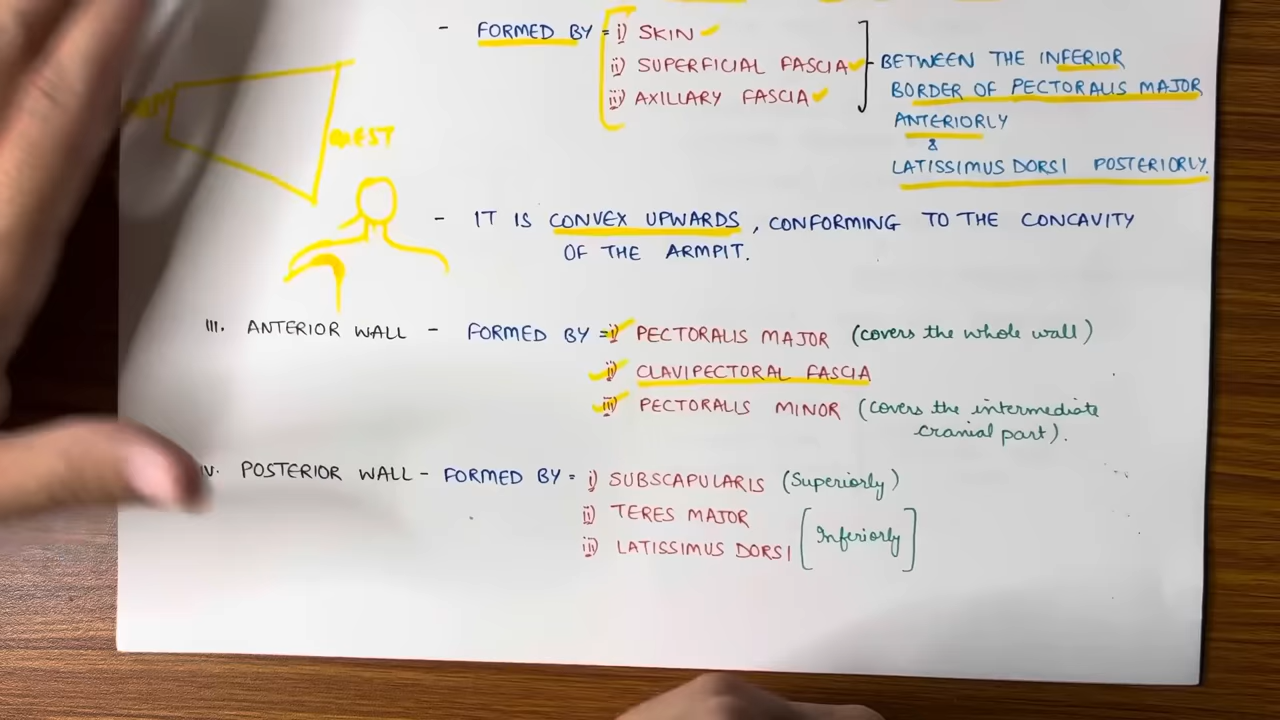 - FORMED BY = i) SKIN
ii) SUPERFICIAL FASCIA
iii) AXILLARY FASCIA
BETWEEN THE INFERIOR
BORDER OF PECTORALIS MAJOR
ANTERIORLY
&
LATISSIMUS DORSI POSTERIORLY.
- IT IS CONVEX UPWARDS, CONFORMING TO THE CONCAVITY
OF THE ARMPIT.
III. ANTERIOR WALL - FORMED BY = i) PECTORALIS MAJOR (covers the whole wall)
ii) CLAVIPECTORAL FASCIA
iii) PECTORALIS MINOR (covers the intermediate
cranial part).
IV. POSTERIOR WALL - FORMED BY = i) SUBSCAPULARIS (Superiorly)
ii) TERES MAJOR
iii) LATISSIMUS DORSI [Inferiorly]